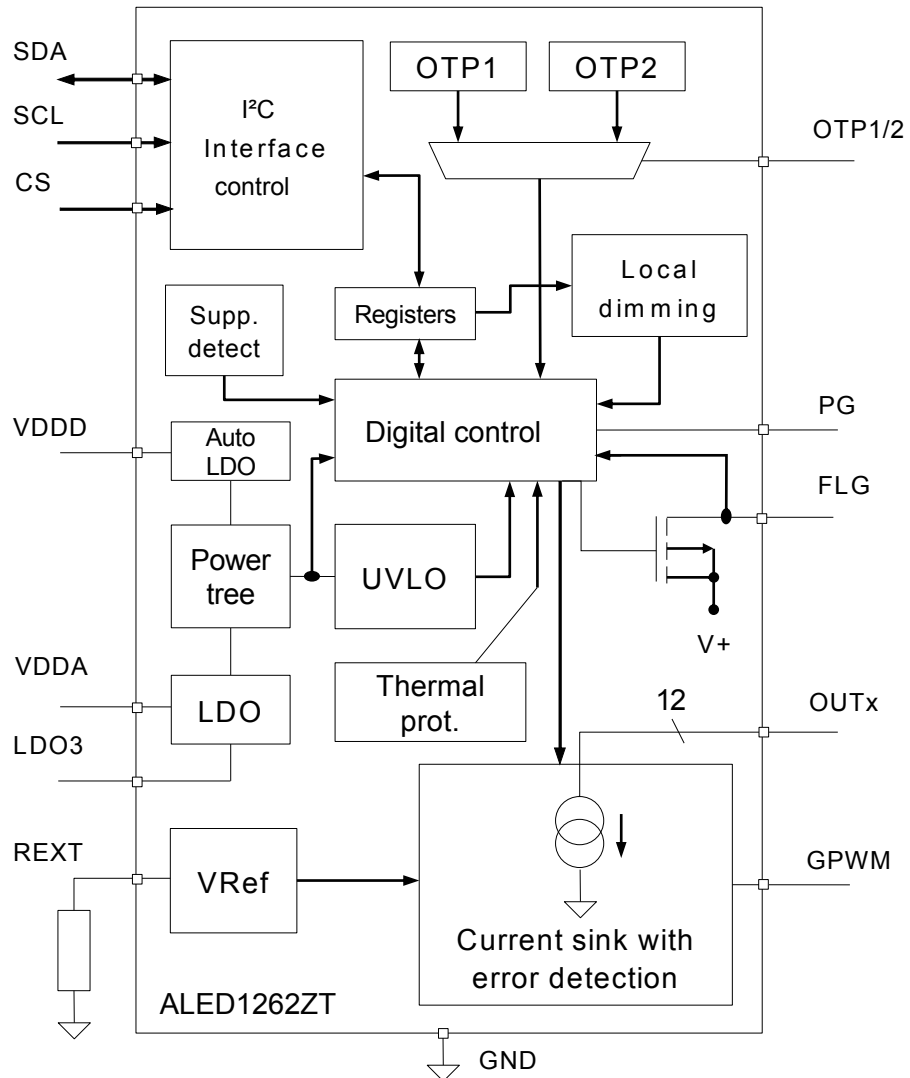 SDA
SCL
CS
I²C
Interface
control
OTP1
OTP2
OTP1/2
Local
dimming
Registers
Supp.
detect
Digital control
PG
FLG
VDDD
Auto
LDO
Power
tree
UVLO
V+
VDDA
LDO
LDO3
Thermal
prot.
12
OUTx
REXT
VRef
GPWM
Current sink with
error detection
ALED1262ZT
GND